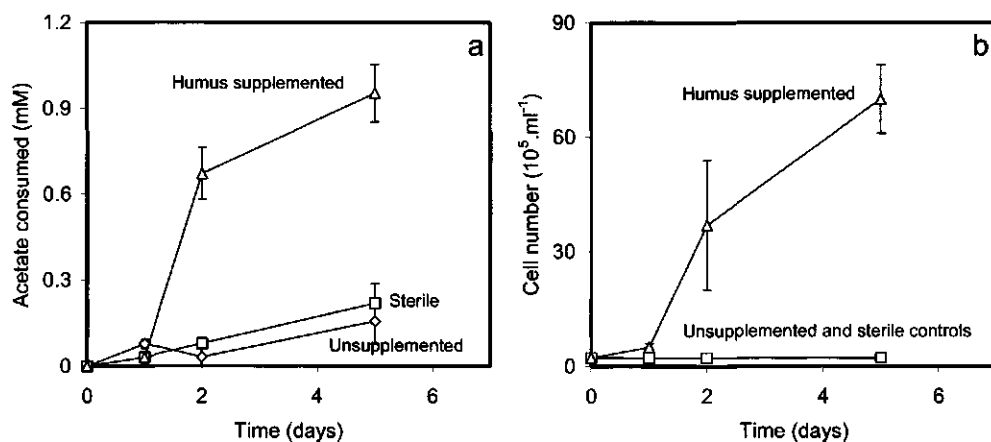 a
Acetate consumed (mM)
1.2
0.9
0.6
0.3
0
Humus supplemented
Sterile
Unsupplemented
0 2 4 6
Time (days)
b
Cell number (10⁵.ml⁻¹)
90
60
30
0
Humus supplemented
Unsupplemented and sterile controls
0 2 4 6
Time (days)